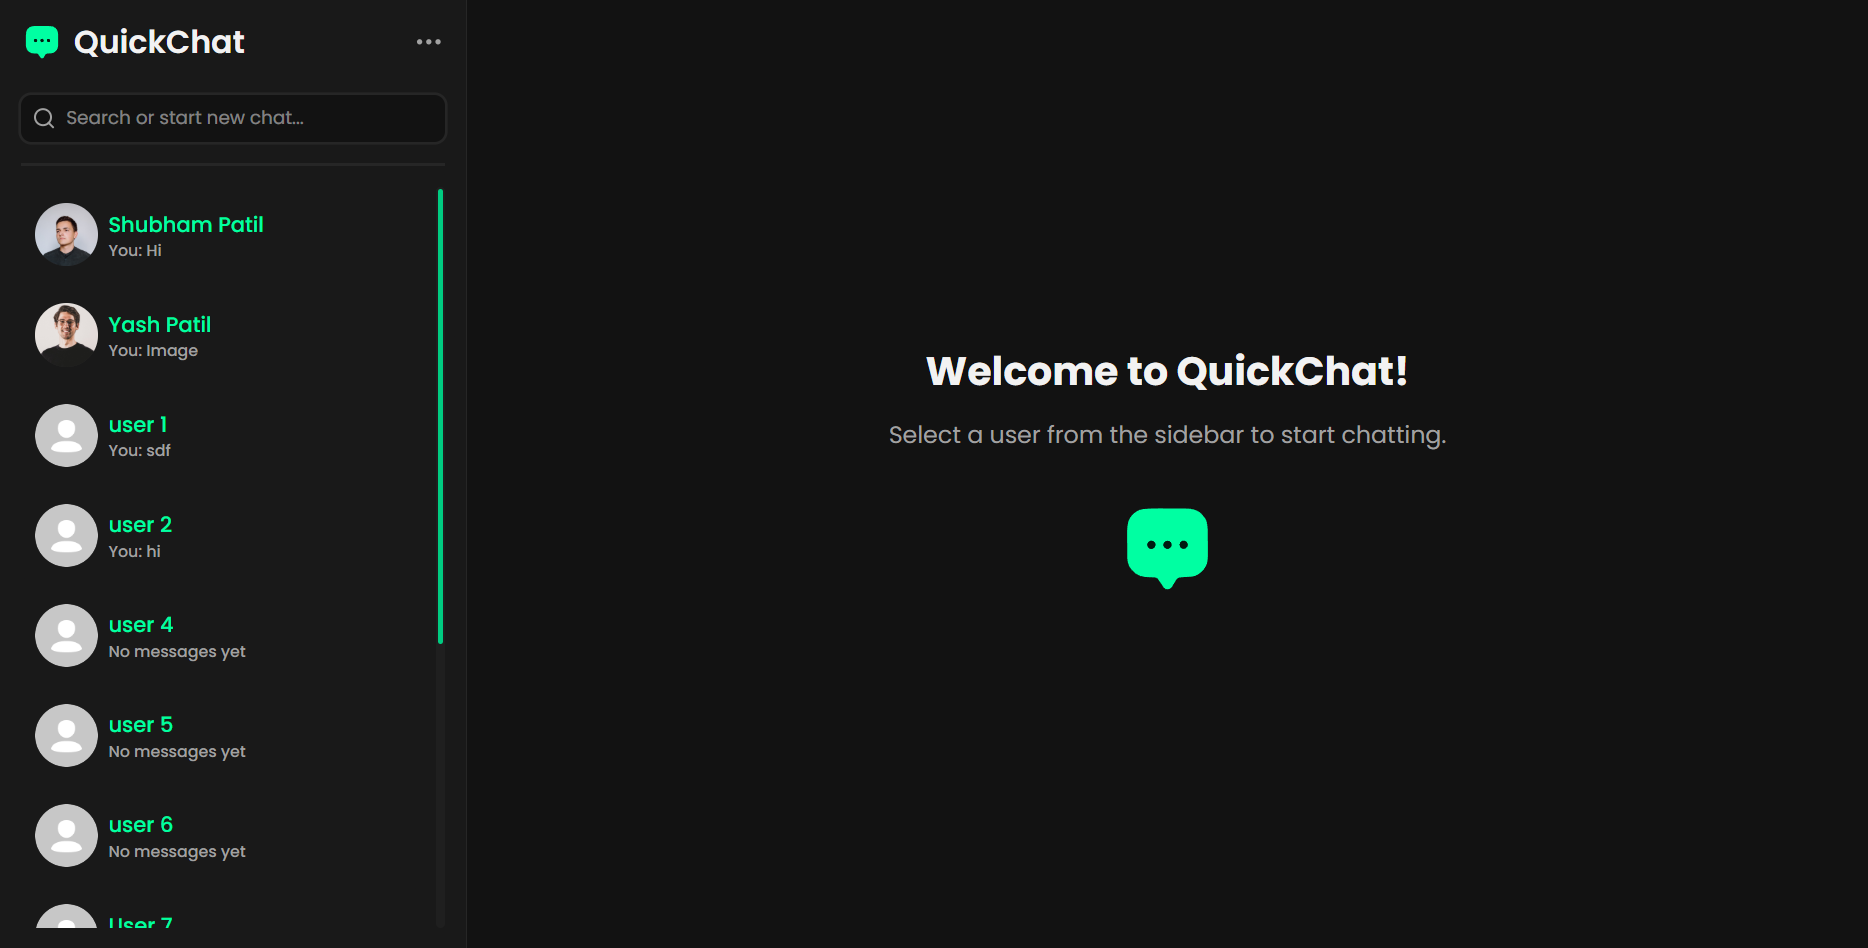 QuickChat
Search or start new chat...
Shubham Patil
You: Hi
Yash Patil
You: Image
user 1
You: sdf
user 2
You: hi
user 4
No messages yet
user 5
No messages yet
user 6
No messages yet
User 7
Welcome to QuickChat!
Select a user from the sidebar to start chatting.